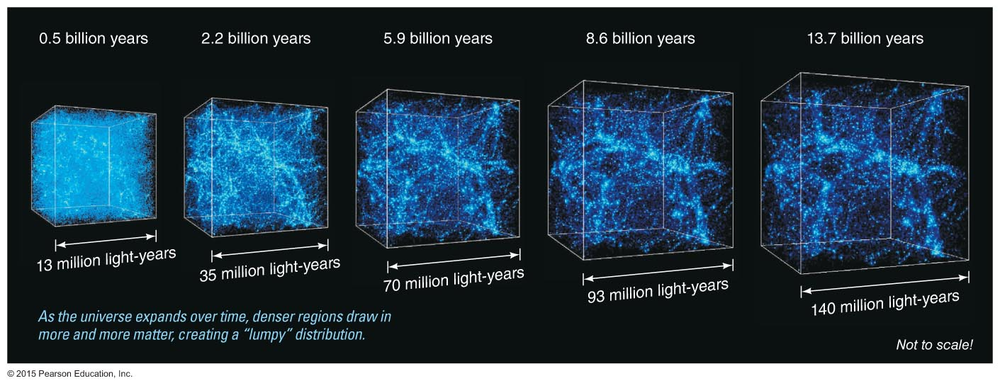 0.5 billion years
2.2 billion years
5.9 billion years
8.6 billion years
13.7 billion years
13 million light-years
35 million light-years
70 million light-years
93 million light-years
140 million light-years
As the universe expands over time, denser regions draw in
more and more matter, creating a “lumpy” distribution.
Not to scale!
© 2015 Pearson Education, Inc.